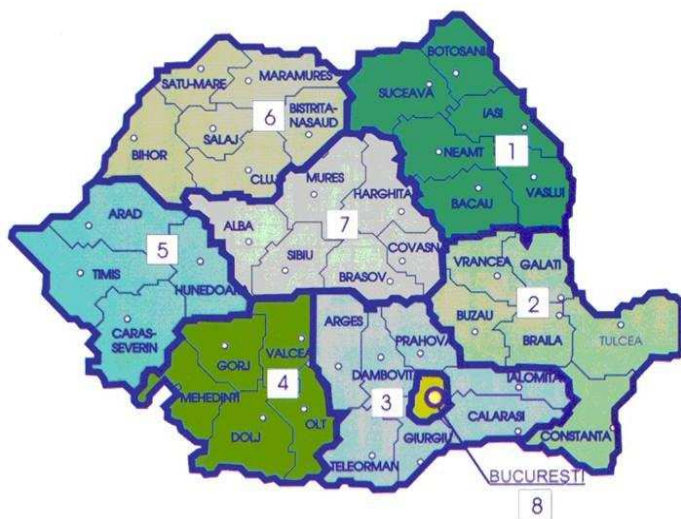 BOTOSANI
SATU-MARE
MARAMURES
SUCEAVA
6
BISTRITA-
NASAUD
IASI
SALAJ
1
BIHOR
NEAMT
CLUJ
MURES
VASLUI
HARGHITA
BACAU
ARAD
ALBA
7
5
COVASN
SIBIU
VRANCEA
GALATI
TIMIS
BRASOV
HUNEDOARA
2
BUZAU
ARGES
CARAS-
SEVERIN
PRAHOVA
BRAILA
TULCEA
GORJ
VALCEA
DAMBOVIT
IALOMITA
4
MEHEDINTI
3
OLT
CALARASI
DOLJ
GIURGIU
CONSTANTA
TELEORMAN
BUCURESTI
8